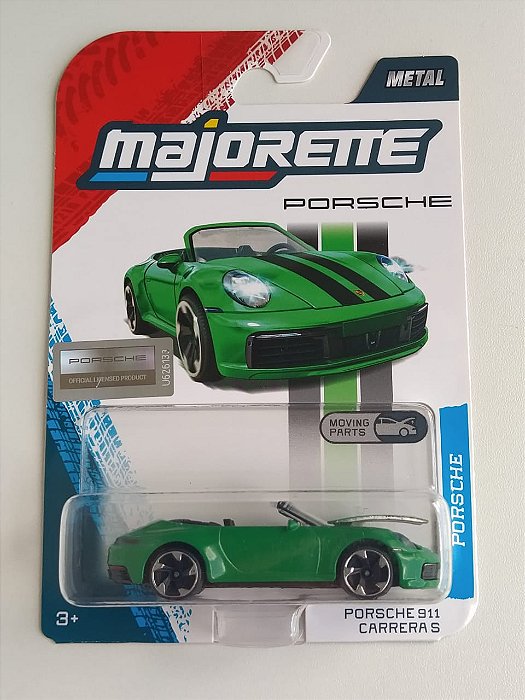 METAL
majorette
PORSCHE
PORSCHE
OFFICIAL LICENSED PRODUCT
U626133
MOVING
PARTS
PORSCHE
3+
PORSCHE 911
CARRERA S